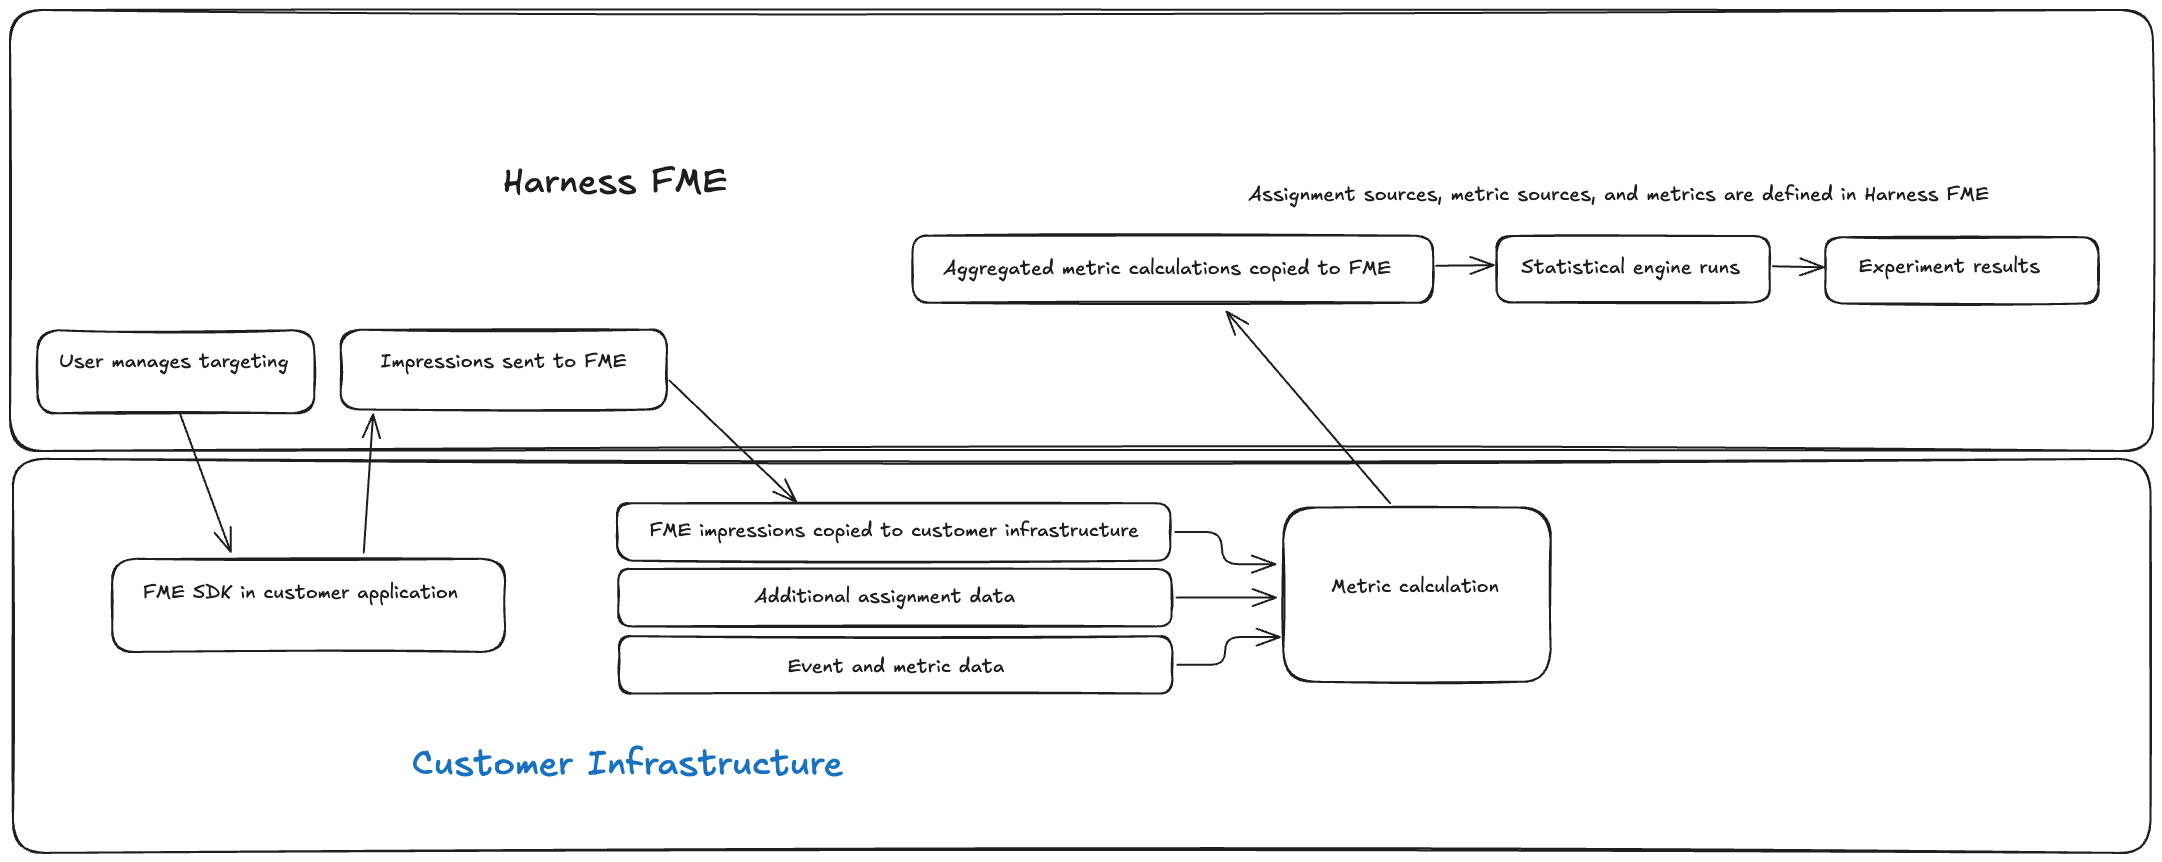 Harness FME
Assignment sources, metric sources, and metrics are defined in Harness FME
Aggregated metric calculations copied to FME
Statistical engine runs
Experiment results
User manages targeting
Impressions sent to FME
FME impressions copied to customer infrastructure
FME SDK in customer application
Additional assignment data
Metric calculation
Event and metric data
Customer Infrastructure